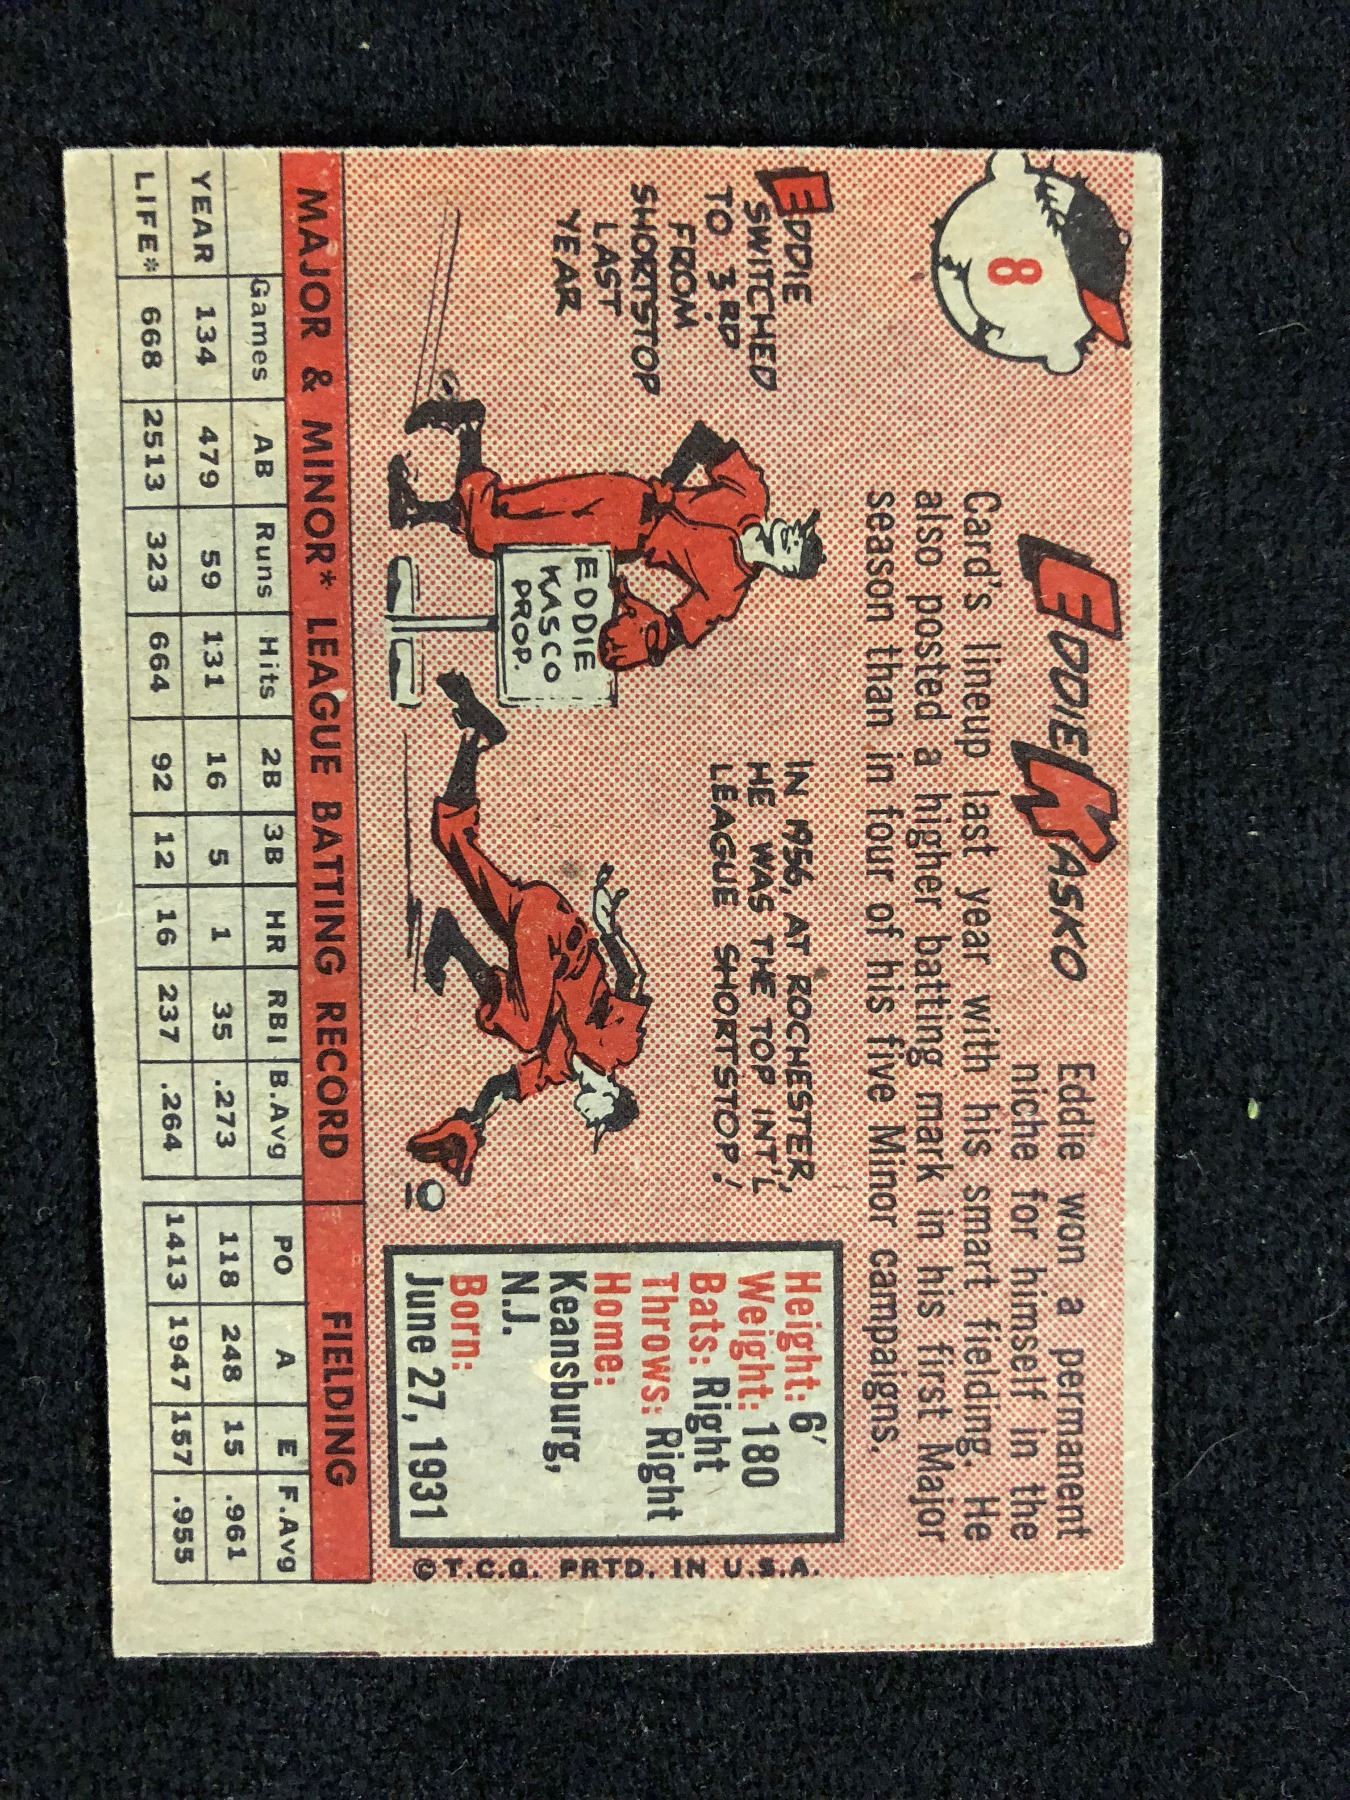 8
EDDIE KASKO
Eddie won a permanent
niche for himself in the
Card's lineup last year with his smart fielding. He
also posted a higher batting mark in his first Major
season than in four of his five Minor campaigns.
EDDIE
SWITCHED
TO 3RD
FROM
SHORTSTOP
LAST
YEAR
EDDIE
KASCO
PROP.
IN 1956, AT ROCHESTER,
HE WAS THE TOP INT'L
LEAGUE SHORTSTOP!
Height: 6'
Weight: 180
Bats: Right
Throws: Right
Home:
Keansburg,
N.J.
Born:
June 27, 1931
©T.C.G. PRTD. IN U.S.A.
MAJOR & MINOR* LEAGUE BATTING RECORD FIELDING
Games AB Runs Hits 2B 3B HR RBI B.Avg PO A E F.Avg
YEAR 134 479 59 131 16 5 1 35 .273 118 248 15 .961
LIFE* 668 2513 323 664 92 12 16 237 .264 1413 1947 157 .955